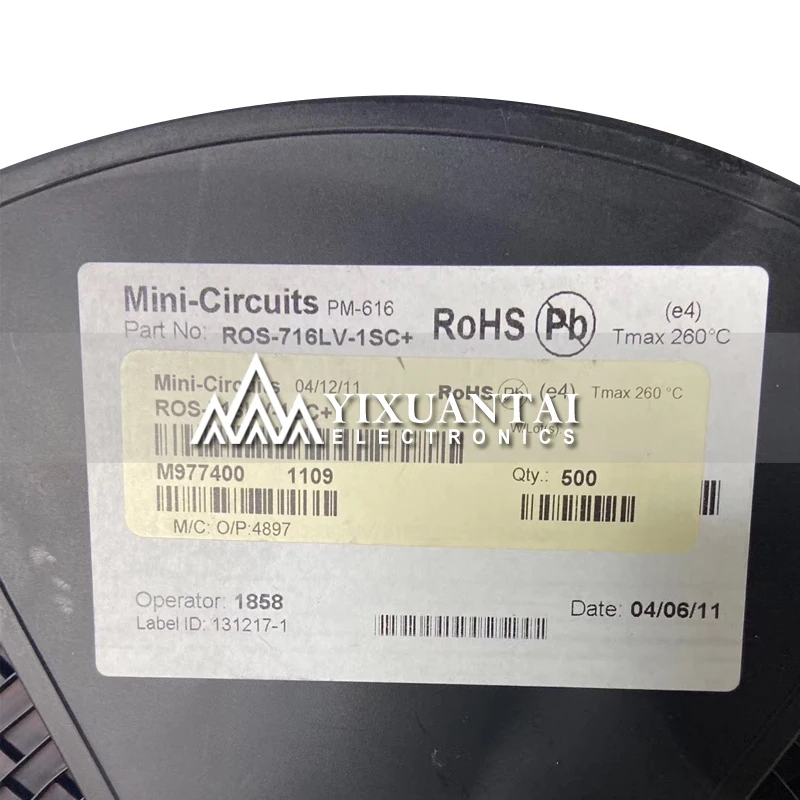 Mini-Circuits PM-616
Part No: ROS-716LV-1SC+
RoHS Pb
(e4)
Tmax 260°C
Mini-Circuits 04/12/11
RoHS Pb (e4) Tmax 260 °C
YIXUANTAI
ELECTRONICS
W/Lot(s)
M977400 1109
Qty.: 500
M/C: O/P:4897
Operator: 1858
Label ID: 131217-1
Date: 04/06/11